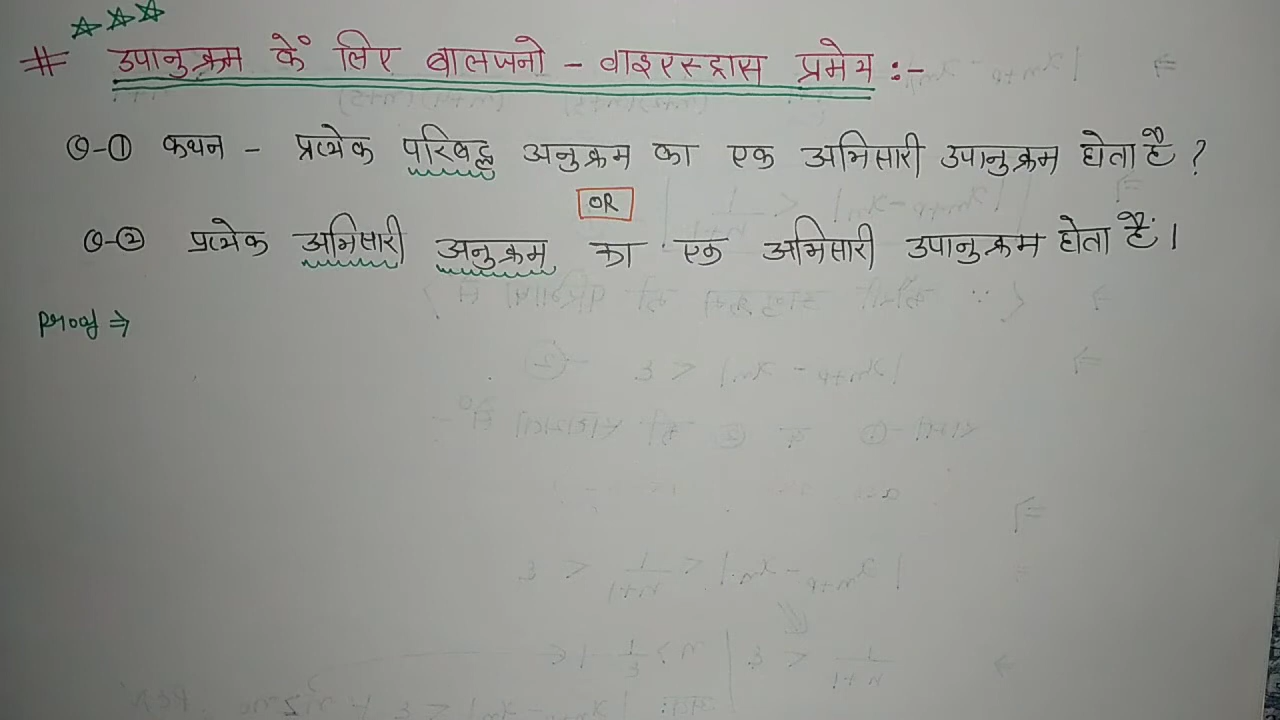 # उपानुक्रम के लिए बालजनो - वाइरस्ट्रास प्रमेय :-
Q-① कथन - प्रत्येक परिबद्ध अनुक्रम का एक अभिसारी उपानुक्रम होता है ?
OR
Q-② प्रत्येक अभिसारी अनुक्रम का एक अभिसारी उपानुक्रम होता हैं ।
Proof ⇒